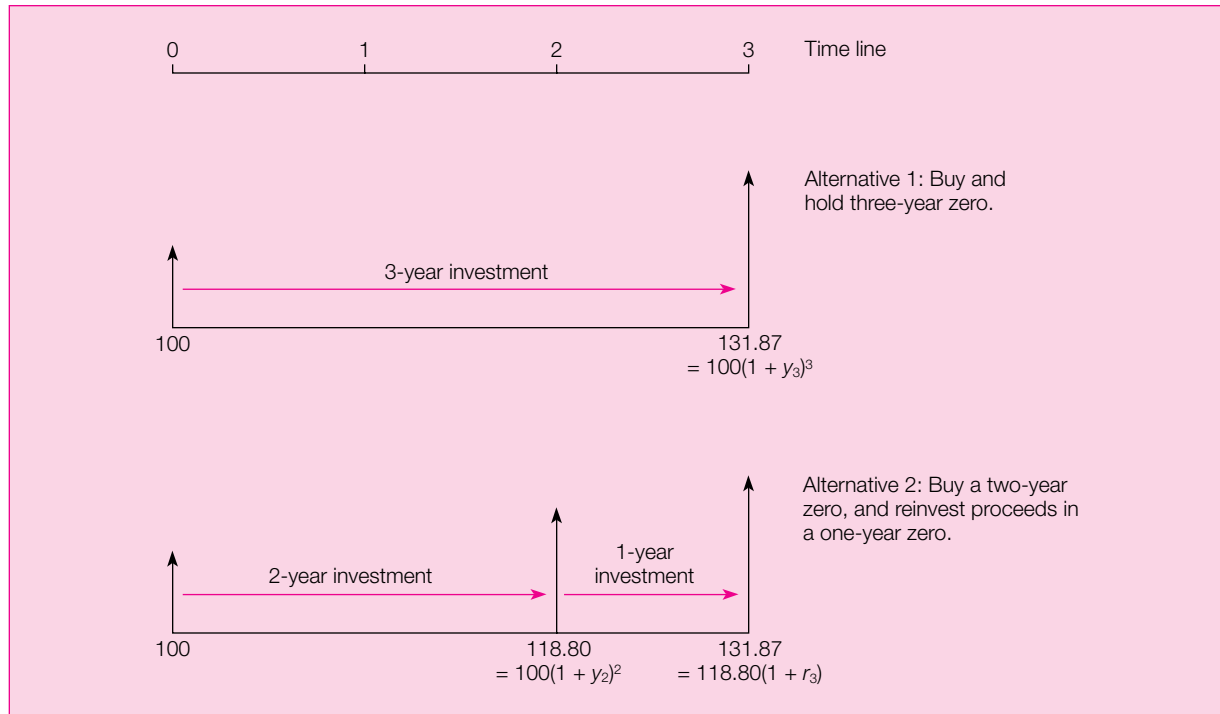 0 1 2 3 Time line
Alternative 1: Buy and
hold three-year zero.
3-year investment
100 131.87
= 100(1 + y₃)³
Alternative 2: Buy a two-year
zero, and reinvest proceeds in
a one-year zero.
2-year investment
1-year
investment
100 118.80 131.87
= 100(1 + y₂)² = 118.80(1 + r₃)